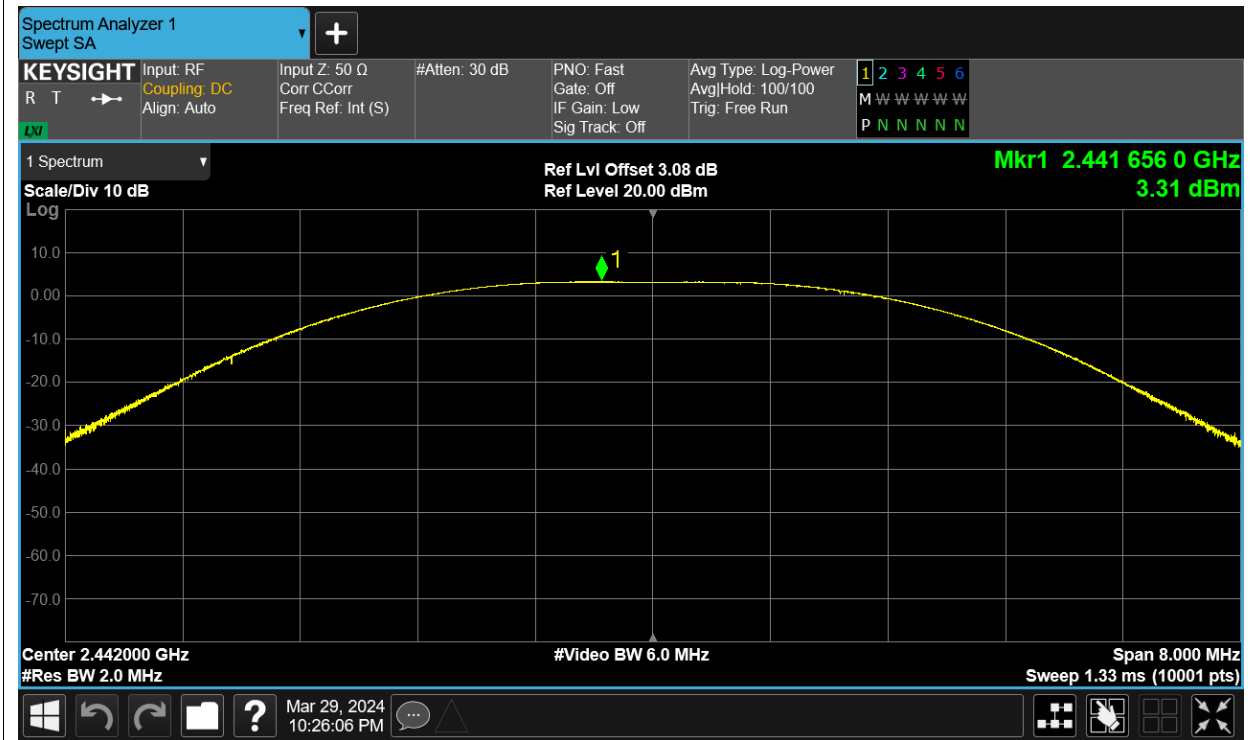 Spectrum Analyzer 1
Swept SA
KEYSIGHT
R T
LXI
Input: RF
Coupling: DC
Align: Auto
Input Z: 50 Ω
Corr CCorr
Freq Ref: Int (S)
#Atten: 30 dB
PNO: Fast
Gate: Off
IF Gain: Low
Sig Track: Off
Avg Type: Log-Power
Avg|Hold: 100/100
Trig: Free Run
1 2 3 4 5 6
M W W W W W
P N N N N N
1 Spectrum
Scale/Div 10 dB
Log
Ref Lvl Offset 3.08 dB
Ref Level 20.00 dBm
Mkr1 2.441 656 0 GHz
3.31 dBm
1
10.0
0.00
-10.0
-20.0
-30.0
-40.0
-50.0
-60.0
-70.0
Center 2.442000 GHz
#Res BW 2.0 MHz
#Video BW 6.0 MHz
Span 8.000 MHz
Sweep 1.33 ms (10001 pts)
?
Mar 29, 2024
10:26:06 PM